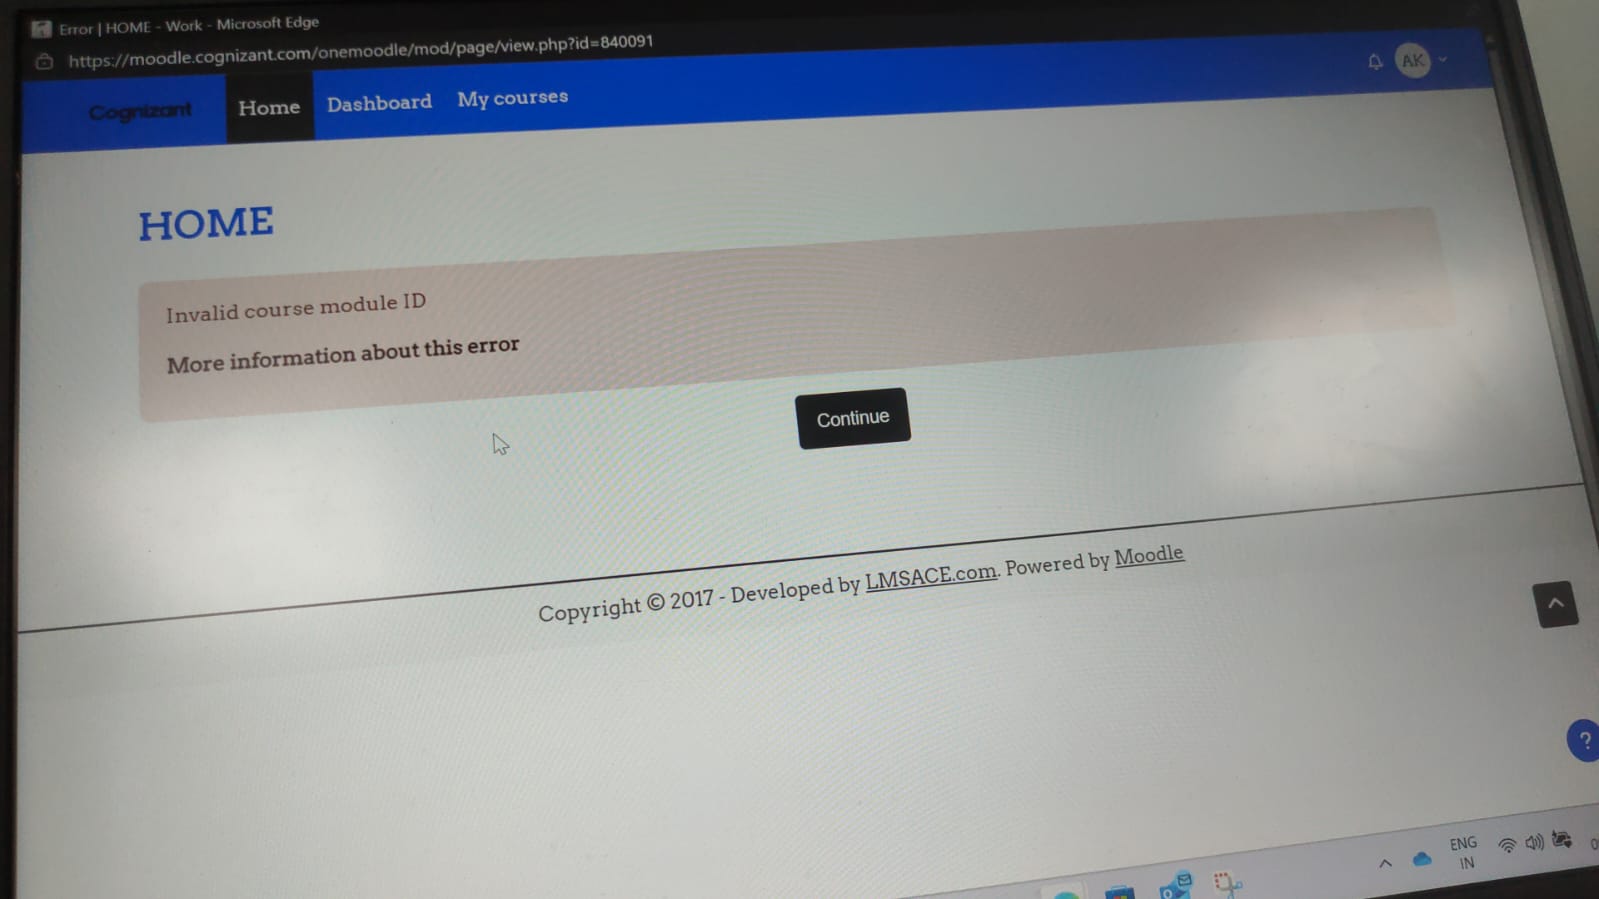 Error | HOME - Work - Microsoft Edge
https://moodle.cognizant.com/onemoodle/mod/page/view.php?id=840091
Cognizant Home Dashboard My courses AK
HOME
Invalid course module ID
More information about this error
Continue
Copyright © 2017 - Developed by LMSACE.com. Powered by Moodle
?
ENG
IN